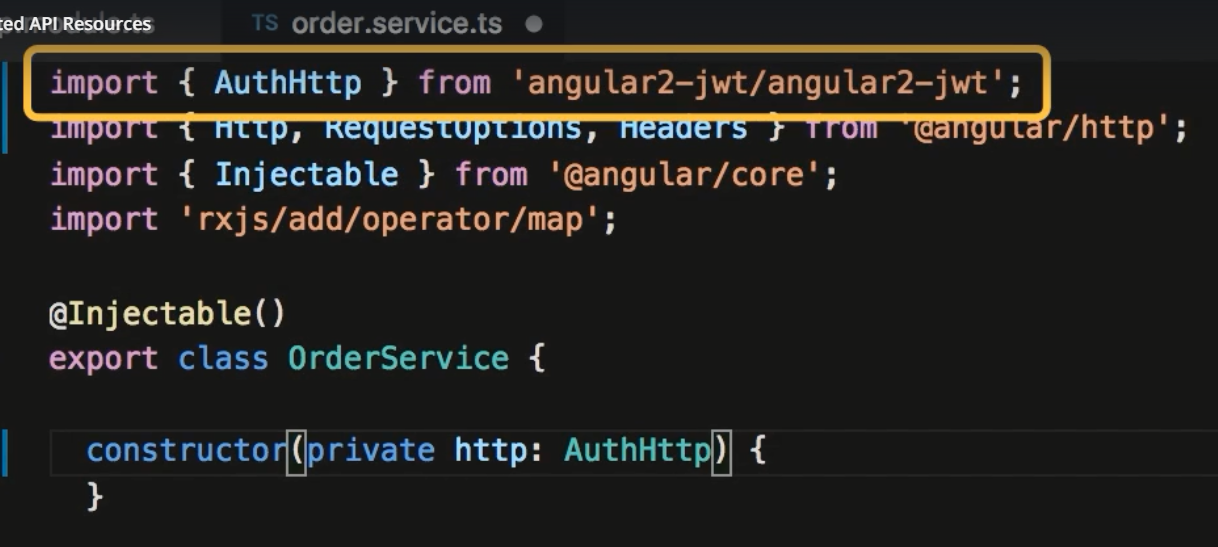 ted API Resources
TS order.service.ts
import { AuthHttp } from 'angular2-jwt/angular2-jwt';
import { Http, RequestOptions, Headers } from '@angular/http';
import { Injectable } from '@angular/core';
import 'rxjs/add/operator/map';
@Injectable()
export class OrderService {
constructor(private http: AuthHttp) {
}